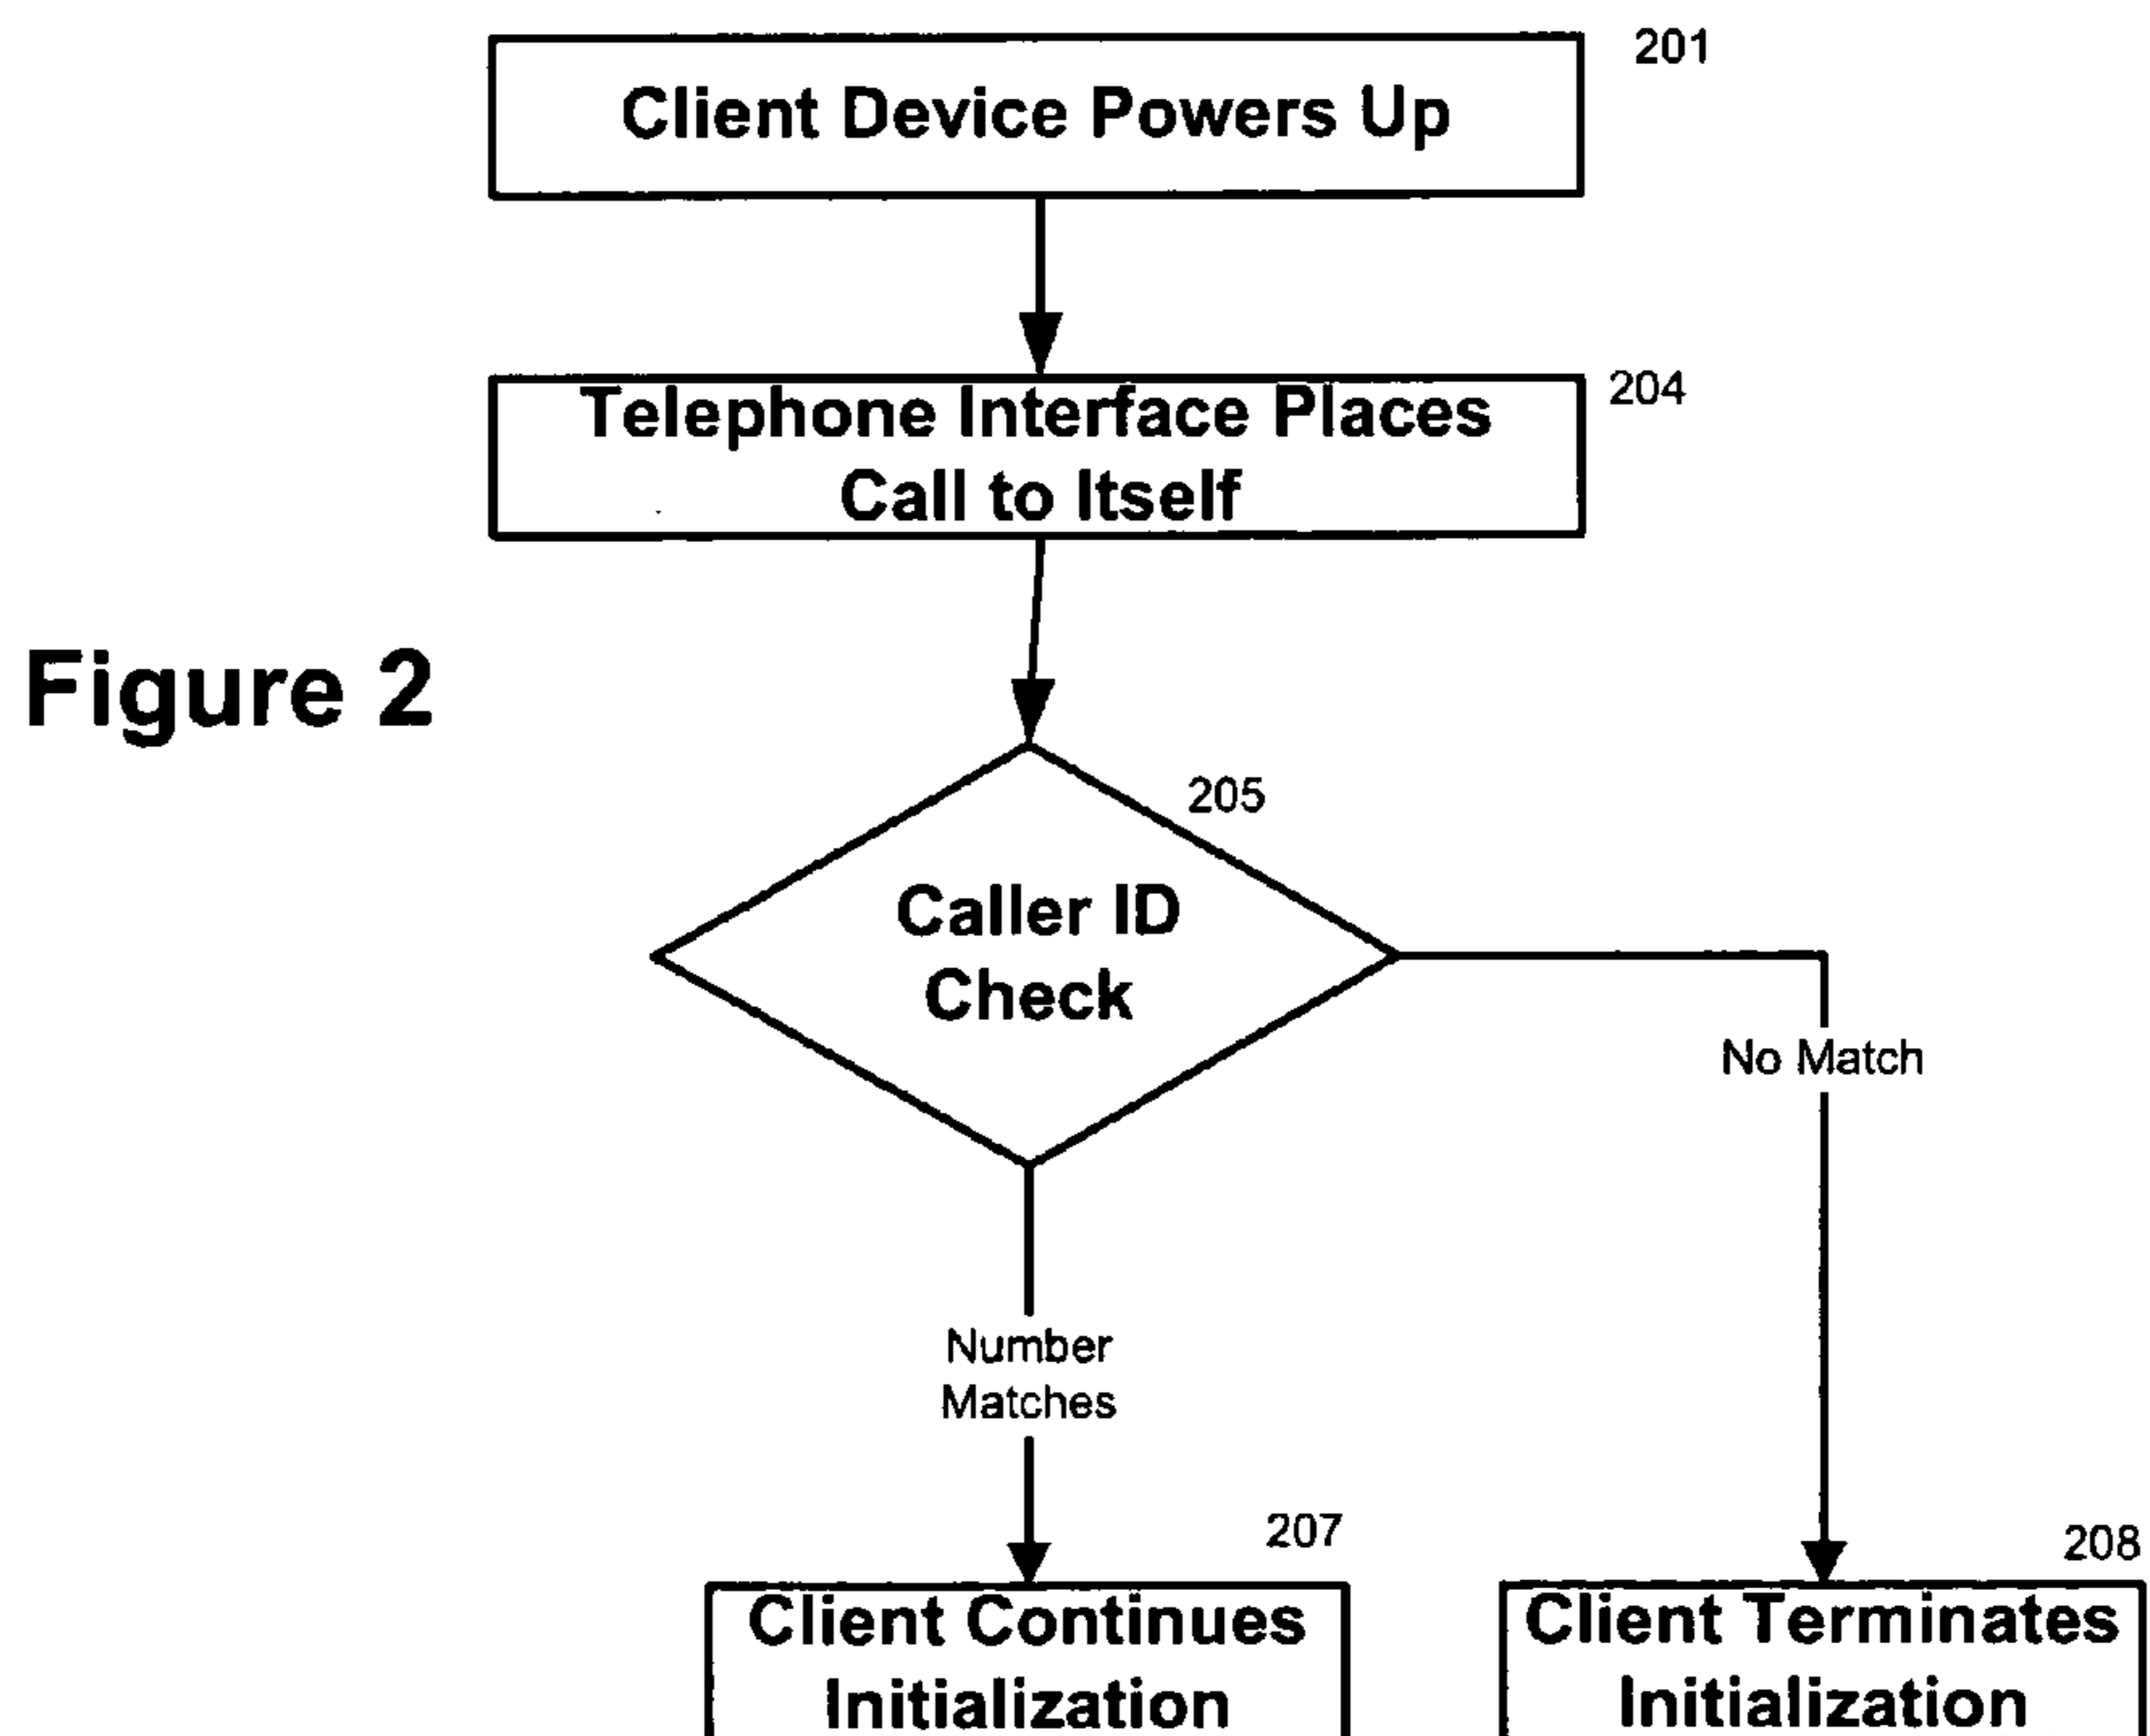 201
Client Device Powers Up
204
Telephone Interface Places
Call to Itself
Figure 2
205
Caller ID
Check
No Match
Number
Matches
207
208
Client Continues
Initialization
Client Terminates
Initialization